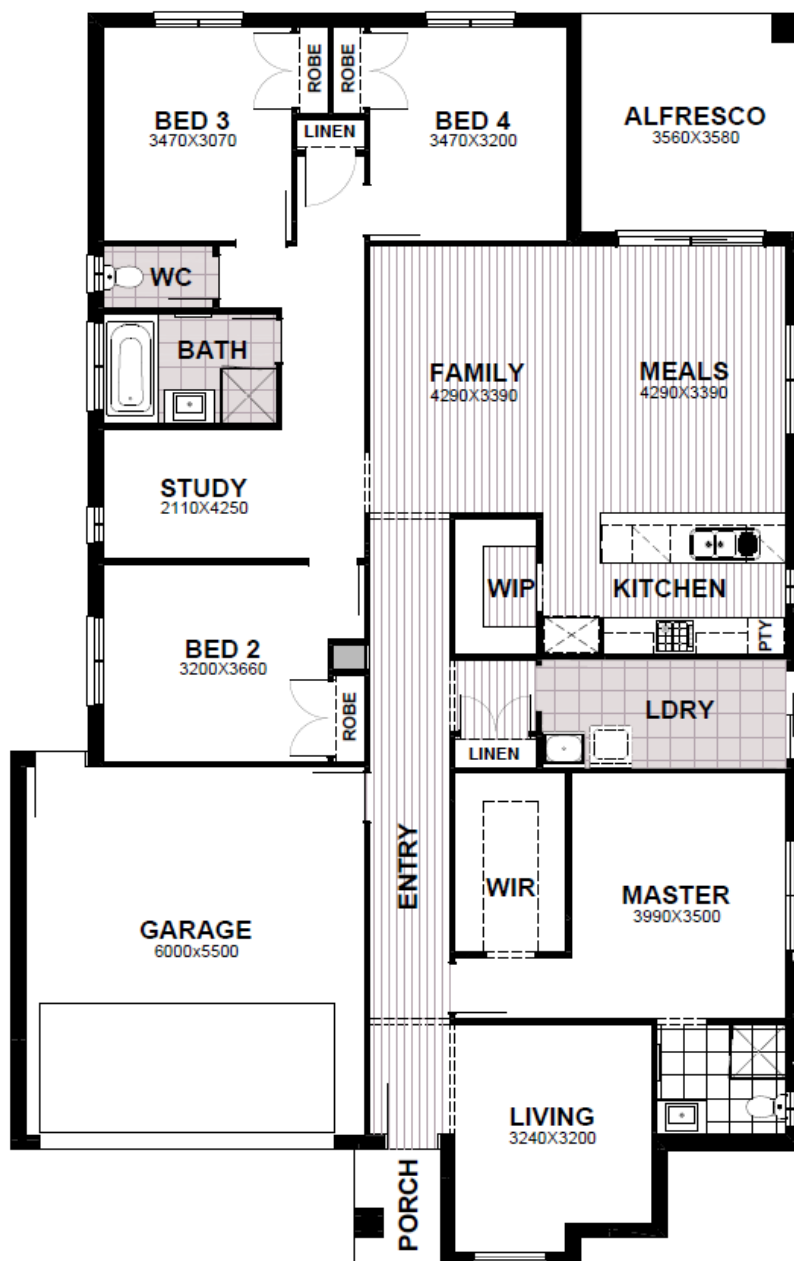 ROBE
ROBE
BED 3
3470X3070
LINEN
BED 4
3470X3200
ALFRESCO
3560X3580
WC
BATH
FAMILY
4290X3390
MEALS
4290X3390
STUDY
2110X4250
WIP
KITCHEN
PTY
BED 2
3200X3660
ROBE
LINEN
LDRY
ENTRY
WIR
MASTER
3990X3500
GARAGE
6000x5500
LIVING
3240X3200
PORCH